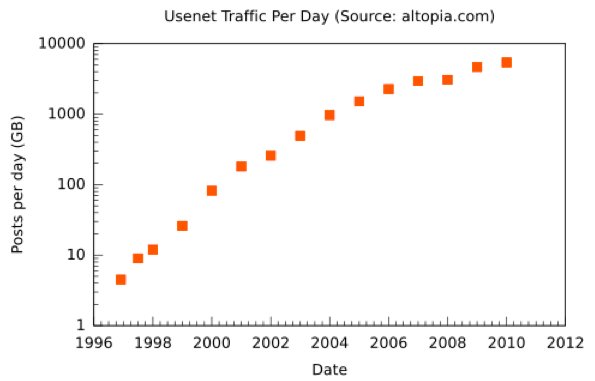 Usenet Traffic Per Day (Source: altopia.com)
10000
1000
100
10
1
Posts per day (GB)
1996 1998 2000 2002 2004 2006 2008 2010 2012
Date